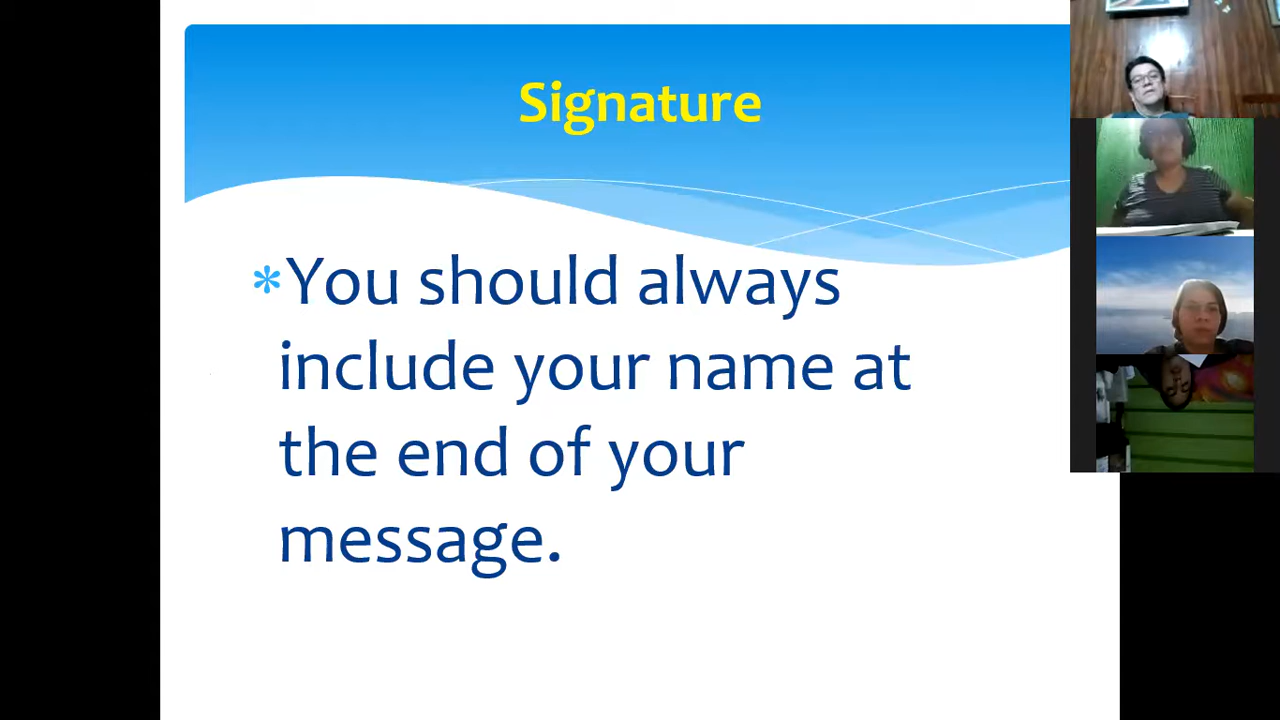 Signature
*You should always
include your name at
the end of your
message.